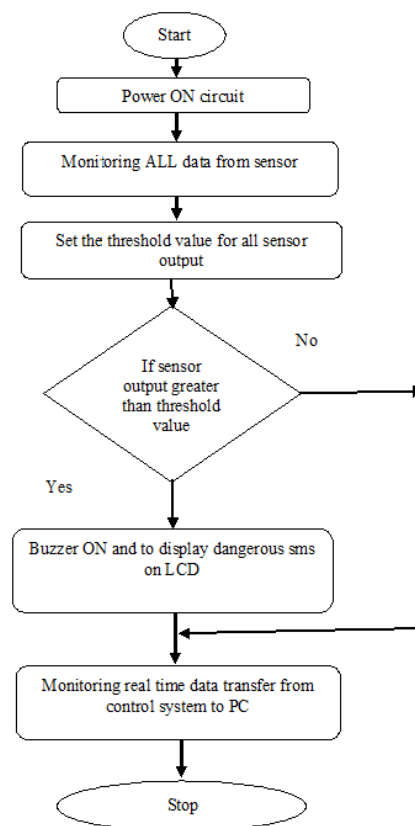 Start
Power ON circuit
Monitoring ALL data from sensor
Set the threshold value for all sensor
output
No
If sensor
output greater
than threshold
value
Yes
Buzzer ON and to display dangerous sms
on LCD
Monitoring real time data transfer from
control system to PC
Stop